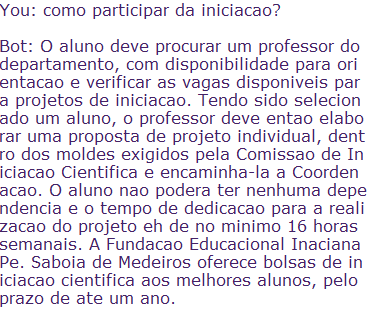 You: como participar da iniciacao?

Bot: O aluno deve procurar um professor do
departamento, com disponibilidade para ori
entacao e verificar as vagas disponiveis par
a projetos de iniciacao. Tendo sido selecion
ado um aluno, o professor deve entao elabo
rar uma proposta de projeto individual, dent
ro dos moldes exigidos pela Comissao de In
iciacao Cientifica e encaminha-la a Coorden
acao. O aluno nao podera ter nenhuma depe
ndencia e o tempo de dedicacao para a reali
zacao do projeto eh de no minimo 16 horas
semanais. A Fundacao Educacional Inaciana
Pe. Saboia de Medeiros oferece bolsas de in
iciacao cientifica aos melhores alunos, pelo
prazo de ate um ano.